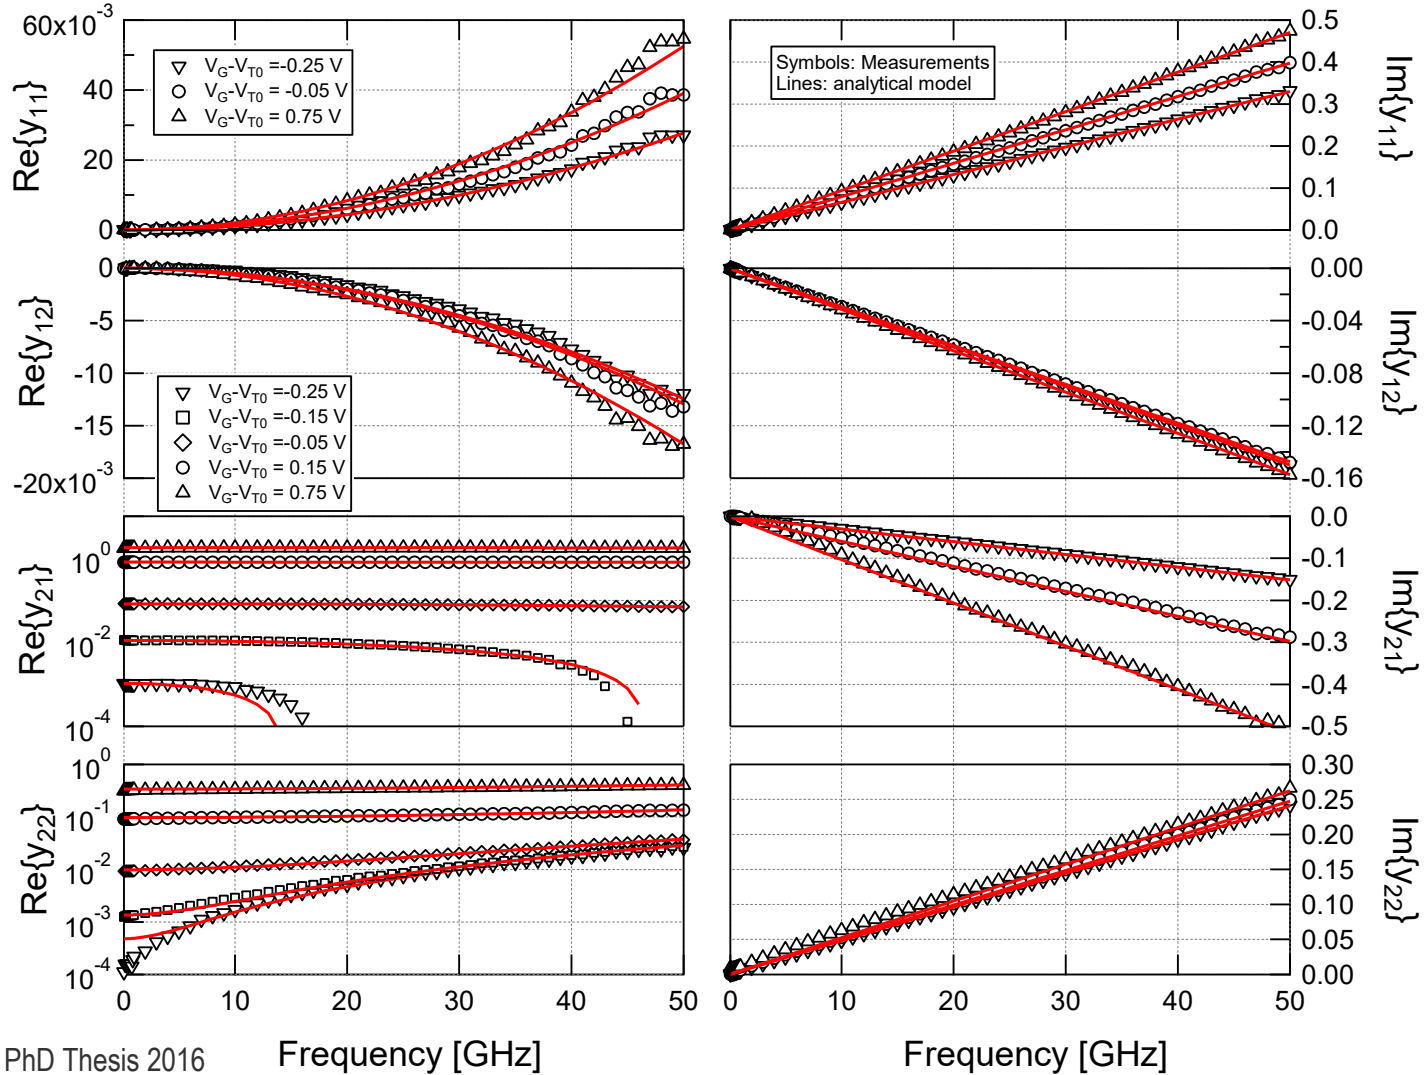 60x10-3
40
20
0
Re{y11}
VG-VT0 =-0.25 V
VG-VT0 = -0.05 V
VG-VT0 = 0.75 V
Symbols: Measurements
Lines: analytical model
0.5
0.4
0.3
0.2
0.1
0.0
Im{y11}
0
-5
-10
-15
-20x10-3
Re{y12}
0.00
-0.04
-0.08
-0.12
-0.16
Im{y12}
VG-VT0 =-0.25 V
VG-VT0 = -0.15 V
VG-VT0 =-0.05 V
VG-VT0 = 0.15 V
VG-VT0 = 0.75 V
10 0
10-2
10-4
Re{y21}
0.0
-0.1
-0.2
-0.3
-0.4
-0.5
Im{y21}
10 0
10-1
10-2
10-3
10-4
Re{y22}
0.30
0.25
0.20
0.15
0.10
0.05
0.00
Im{y22}
0 10 20 30 40 50
0 10 20 30 40 50
PhD Thesis 2016
Frequency [GHz]
Frequency [GHz]